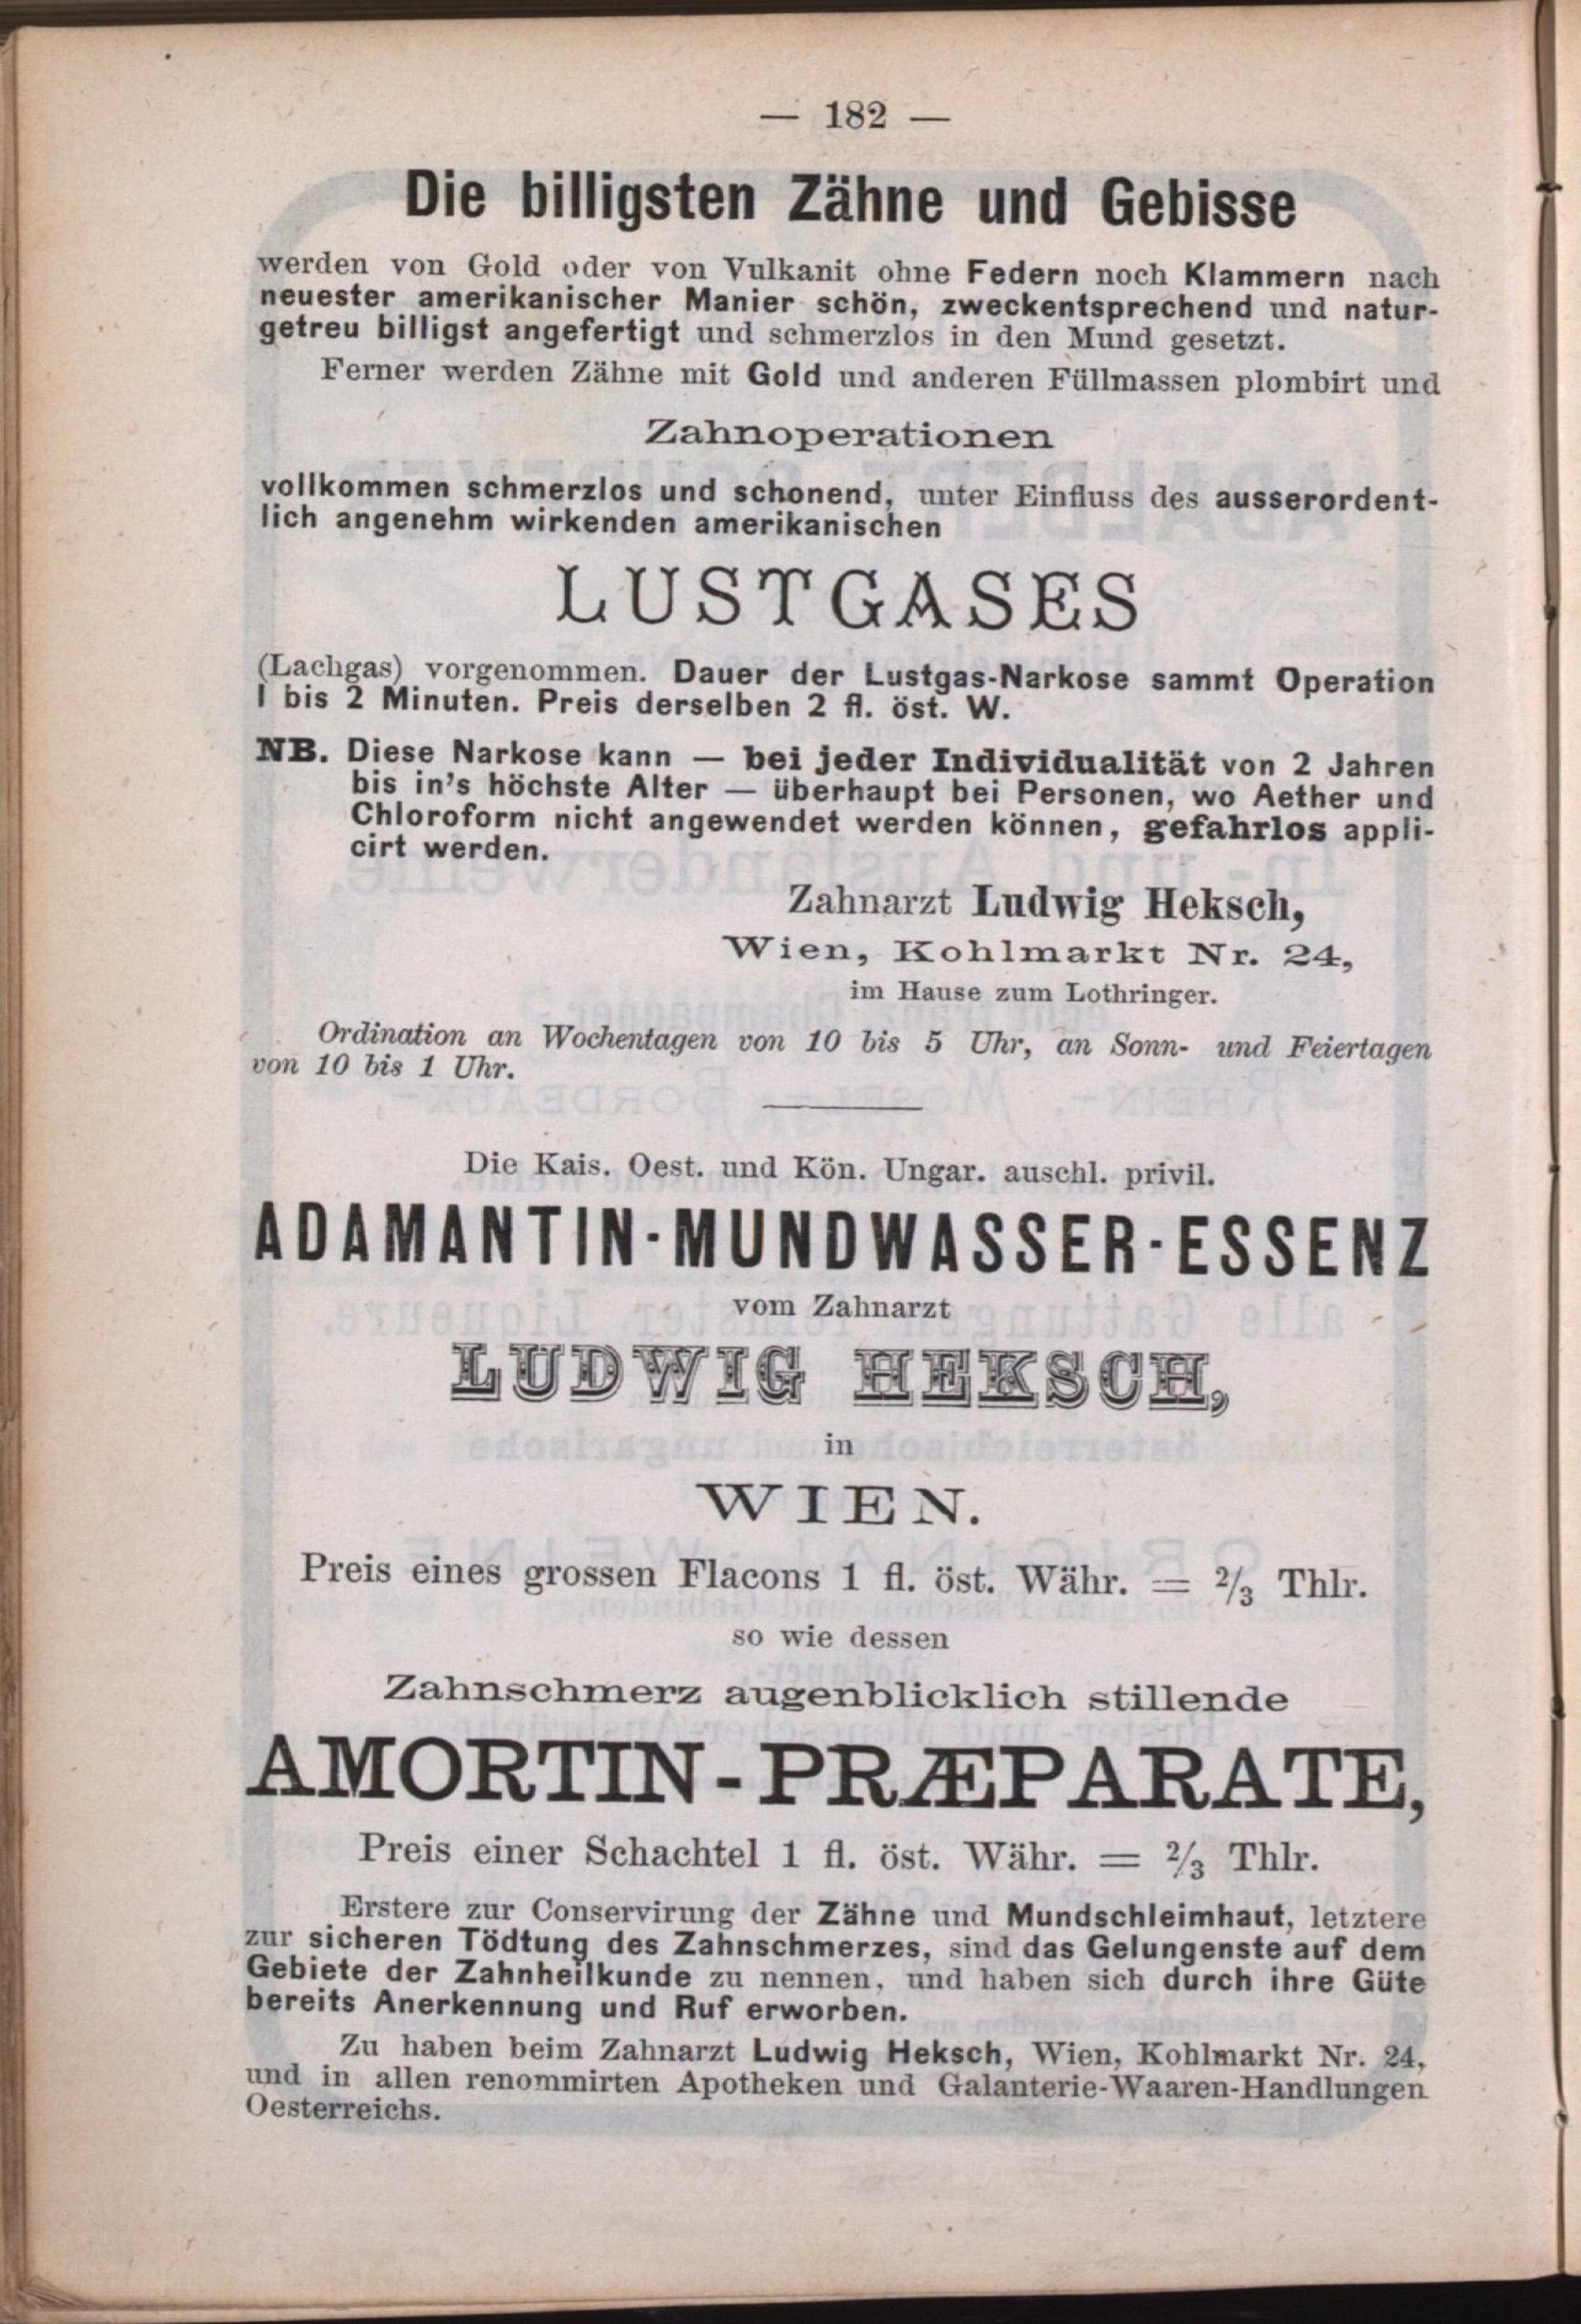 — 182 —
Die billigsten Zähne und Gebisse
werden von Gold oder von Vulkanit ohne Federn noch Klammern nach
neuester amerikanischer Manier schön, zweckentsprechend und natur-
getreu billigst angefertigt und schmerzlos in den Mund gesetzt.
Ferner werden Zähne mit Gold und anderen Füllmassen plombirt und
Zahnoperationen
vollkommen schmerzlos und schonend, unter Einfluss des ausserordent-
lich angenehm wirkenden amerikanischen
LUSTGASES
(Lachgas) vorgenommen. Dauer der Lustgas-Narkose sammt Operation
1 bis 2 Minuten. Preis derselben 2 fl. öst. W.
NB. Diese Narkose kann — bei jeder Individualität von 2 Jahren
bis in's höchste Alter — überhaupt bei Personen, wo Aether und
Chloroform nicht angewendet werden können, gefahrlos appli-
cirt werden.
Zahnarzt Ludwig Heksch,
Wien, Kohlmarkt Nr. 24,
im Hause zum Lothringer.
Ordination an Wochentagen von 10 bis 5 Uhr, an Sonn- und Feiertagen
von 10 bis 1 Uhr.
Die Kais. Oest. und Kön. Ungar. auschl. privil.
ADAMANTIN-MUNDWASSER-ESSENZ
vom Zahnarzt
LUDWIG HEKSCH,
in
WIEN.
Preis eines grossen Flacons 1 fl. öst. Währ. = 2/3 Thlr.
so wie dessen
Zahnschmerz augenblicklich stillende
AMORTIN-PRÆPARATE,
Preis einer Schachtel 1 fl. öst. Währ. = 2/3 Thlr.
Erstere zur Conservirung der Zähne und Mundschleimhaut, letztere
zur sicheren Tödtung des Zahnschmerzes, sind das Gelungenste auf dem
Gebiete der Zahnheilkunde zu nennen, und haben sich durch ihre Güte
bereits Anerkennung und Ruf erworben.
Zu haben beim Zahnarzt Ludwig Heksch, Wien, Kohlmarkt Nr. 24,
und in allen renommirten Apotheken und Galanterie-Waaren-Handlungen
Oesterreichs.